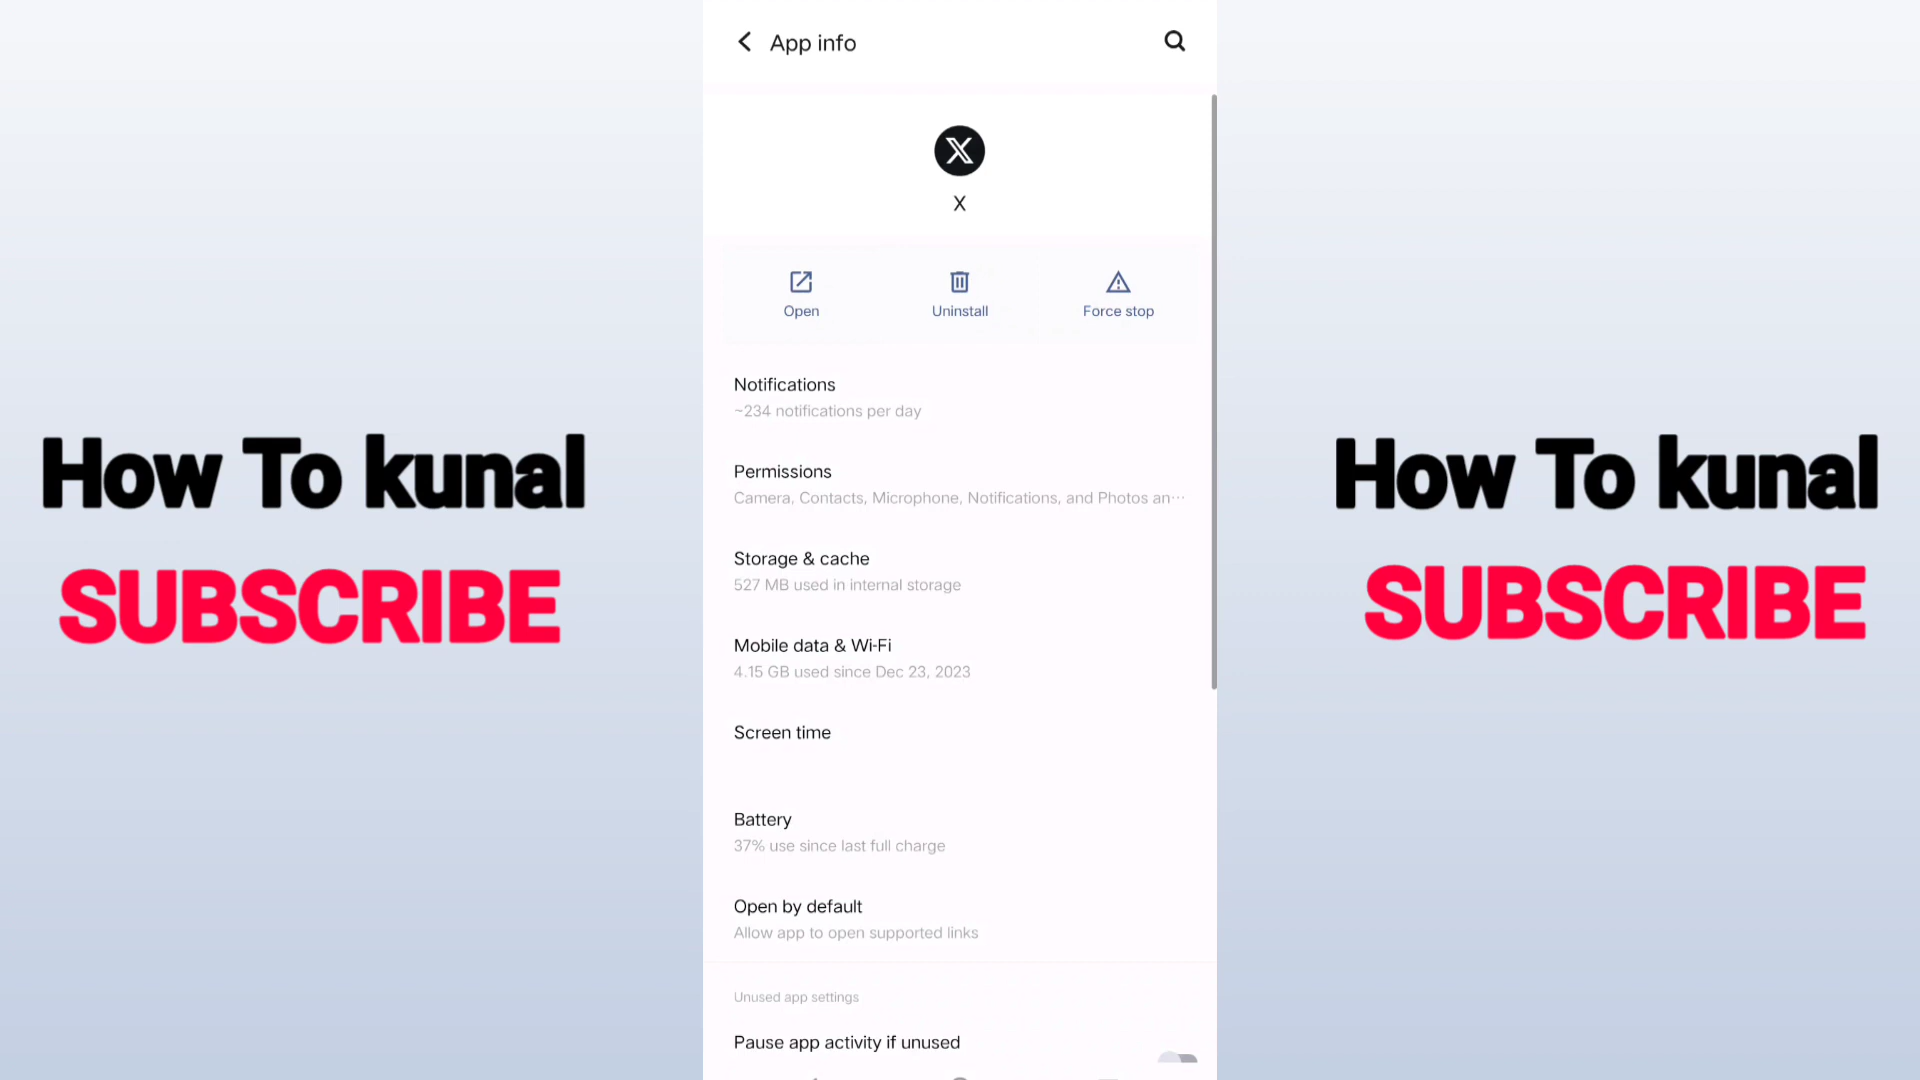 App info
X
Open
Uninstall
Force stop
Notifications
~234 notifications per day
Permissions
Camera, Contacts, Microphone, Notifications, and Photos an···
Storage & cache
527 MB used in internal storage
Mobile data & Wi-Fi
4.15 GB used since Dec 23, 2023
Screen time
Battery
37% use since last full charge
Open by default
Allow app to open supported links
Unused app settings
Pause app activity if unused
How To kunal
SUBSCRIBE
How To kunal
SUBSCRIBE